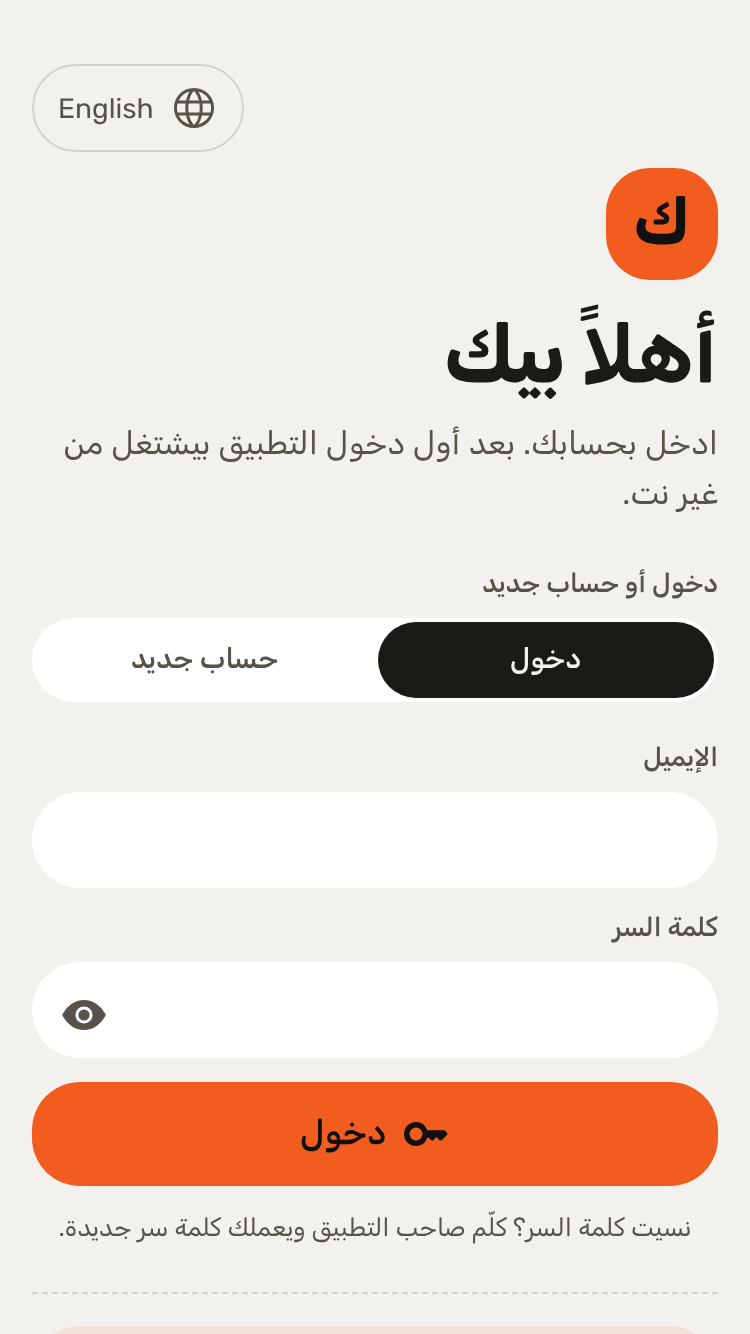 English
ك
أهلاً بيك
ادخل بحسابك. بعد أول دخول التطبيق بيشتغل من
غير نت.
دخول أو حساب جديد
دخول
حساب جديد
الإيميل
كلمة السر
دخول
نسيت كلمة السر؟ كلّم صاحب التطبيق ويعملك كلمة سر جديدة.